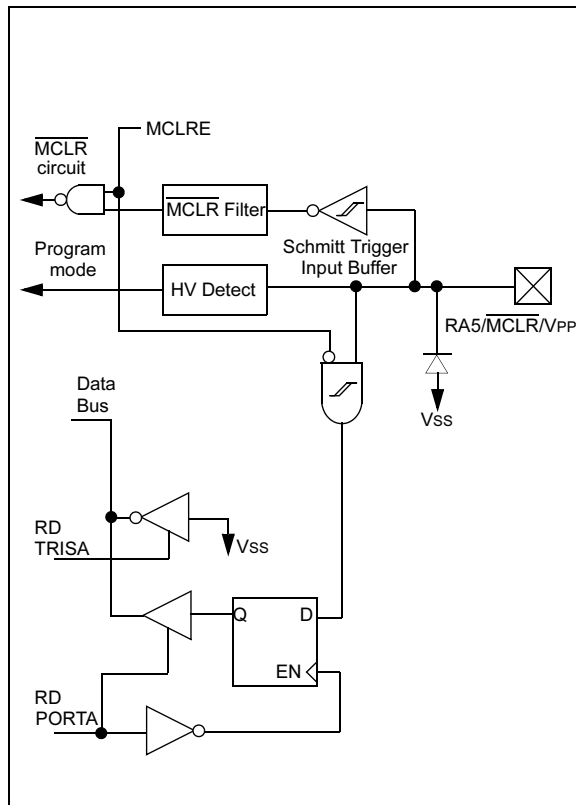 MCLRE
MCLR
circuit
MCLR Filter
Schmitt Trigger
Input Buffer
Program
mode
HV Detect
RA5/MCLR/VPP
VSS
Data
Bus
RD
TRISA
VSS
Q
D
EN
RD
PORTA